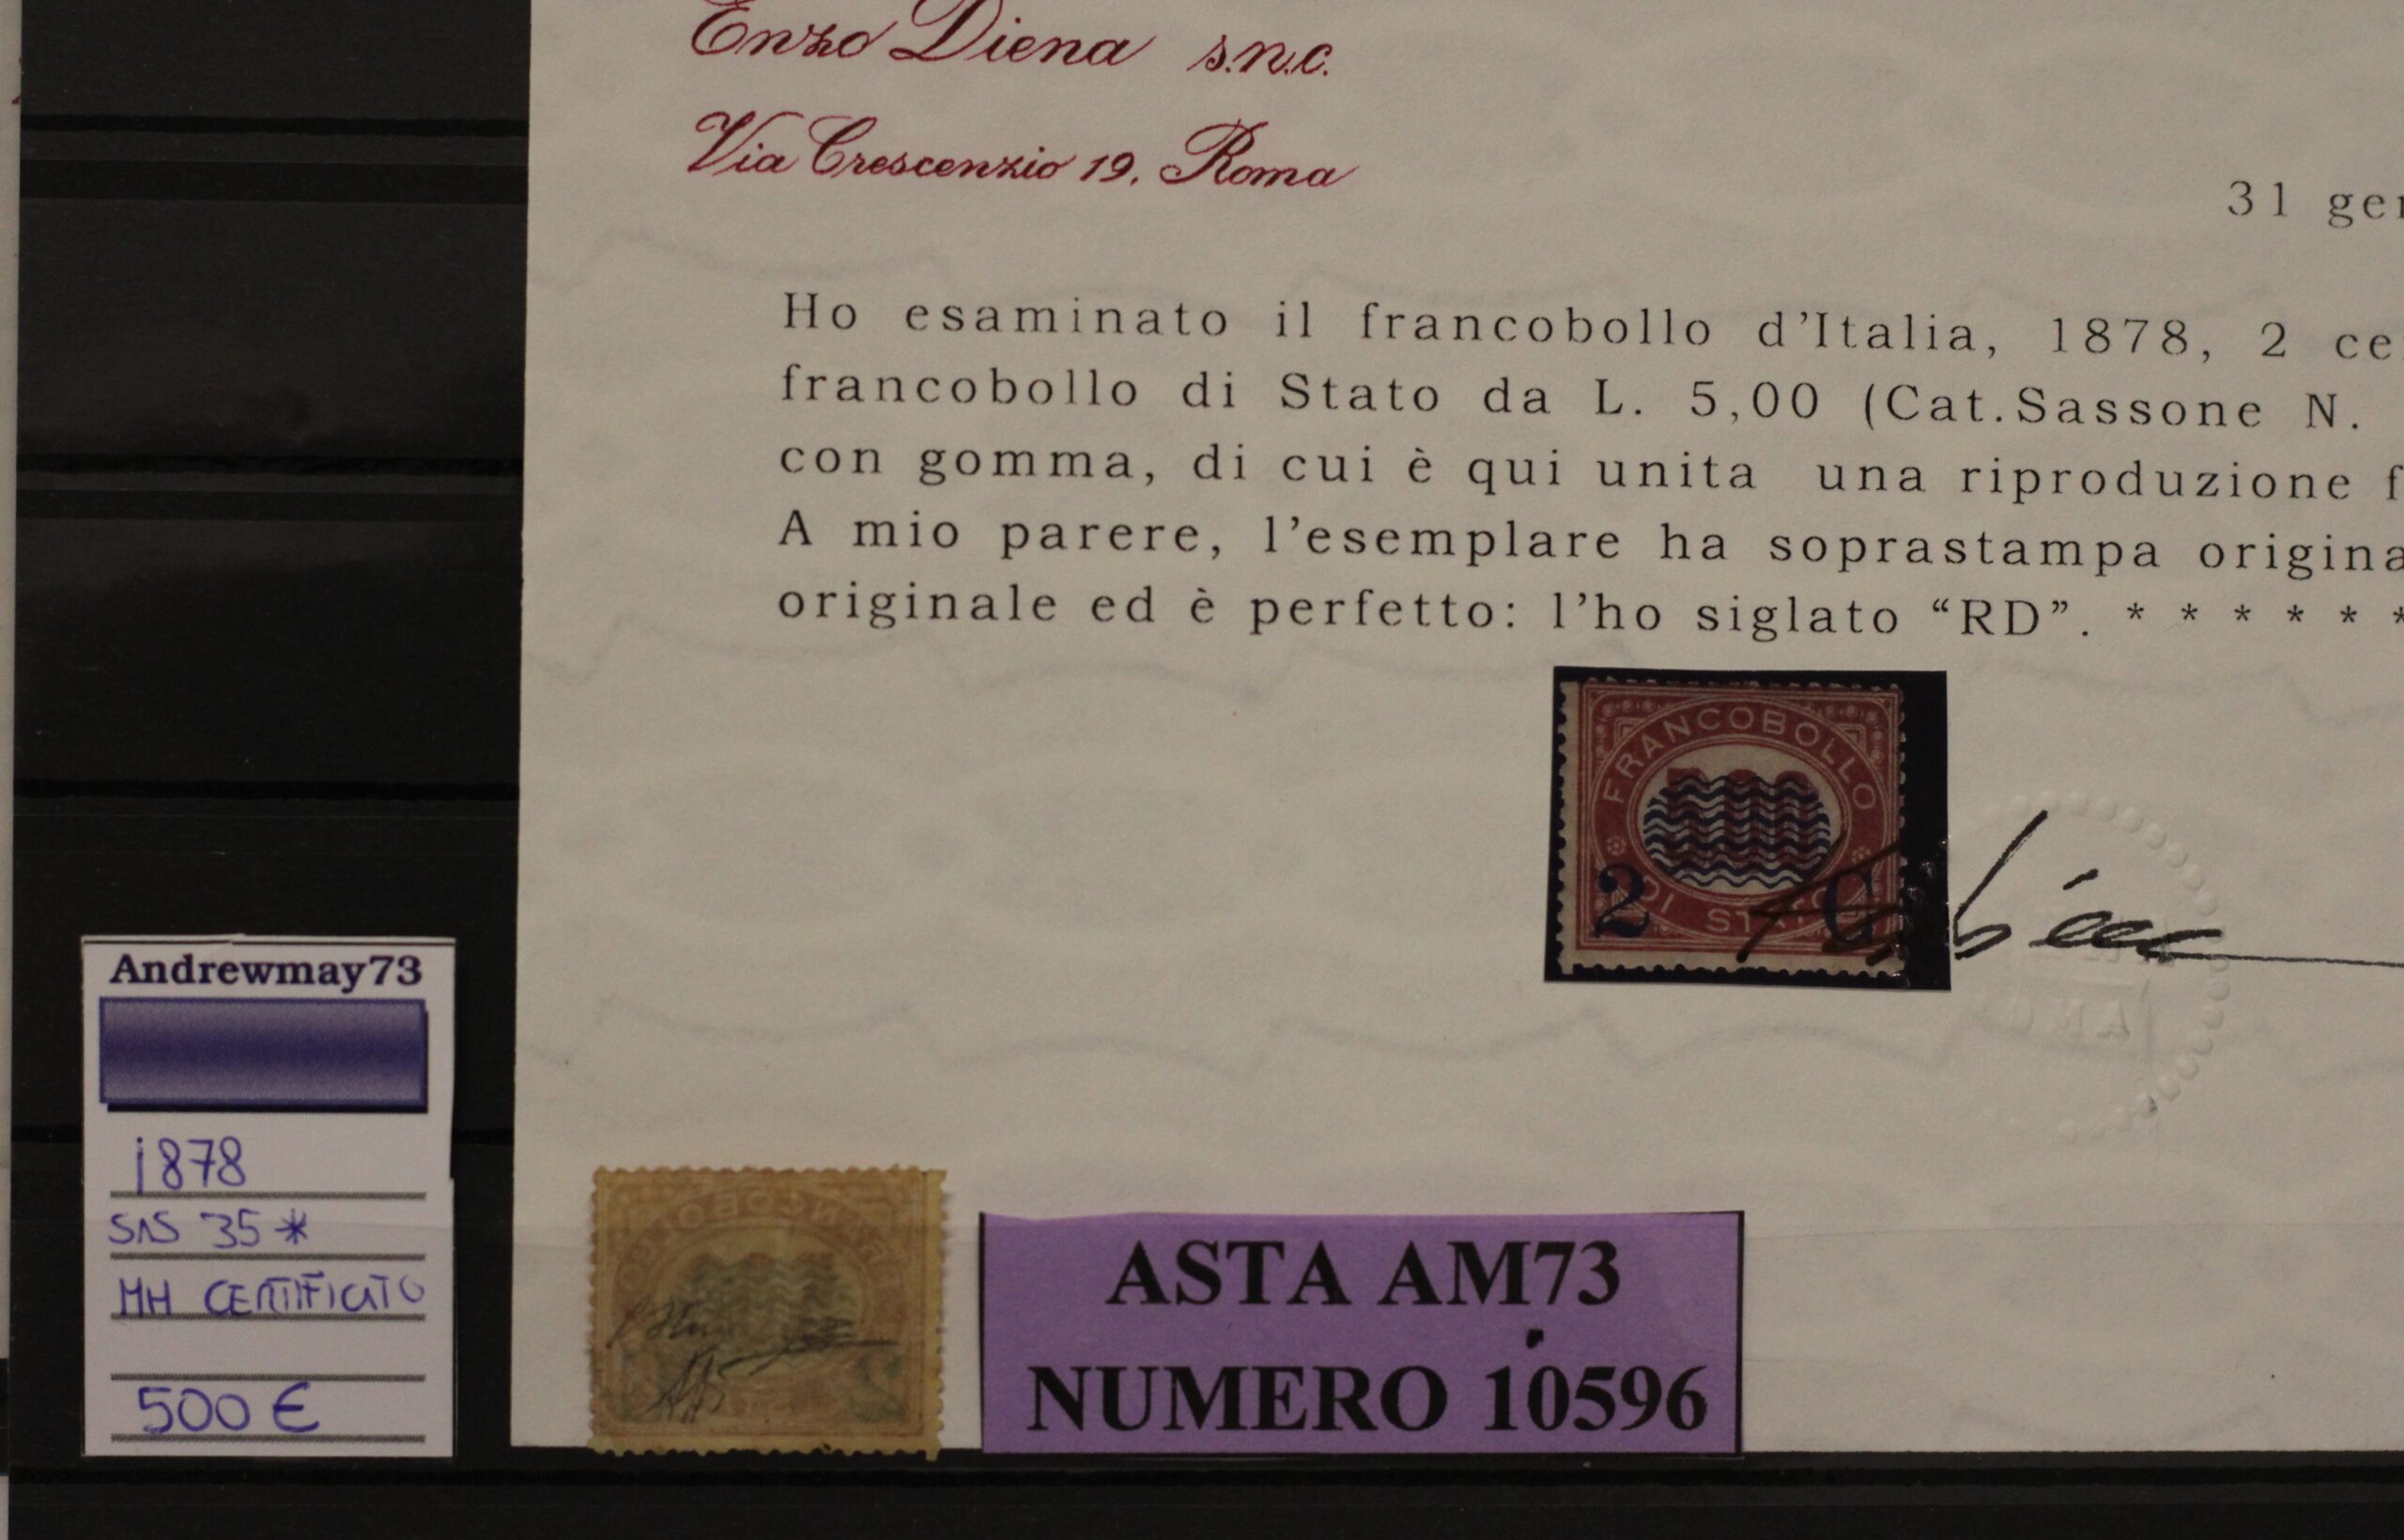 Enzo Diena s.n.c.
Via Crescenzio 19, Roma
31 ge
Ho esaminato il francobollo d'Italia, 1878, 2 ce
francobollo di Stato da L. 5,00 (Cat.Sassone N.
con gomma, di cui è qui unita una riproduzione f
A mio parere, l'esemplare ha soprastampa origina
originale ed è perfetto: l'ho siglato “RD”. * * * * * *
FRANCOBOLLO
2 C
DI STATO
Andrewmay73
1878
SAS 35 *
MH CERTIFICATO
500 €
ASTA AM73
NUMERO 10596